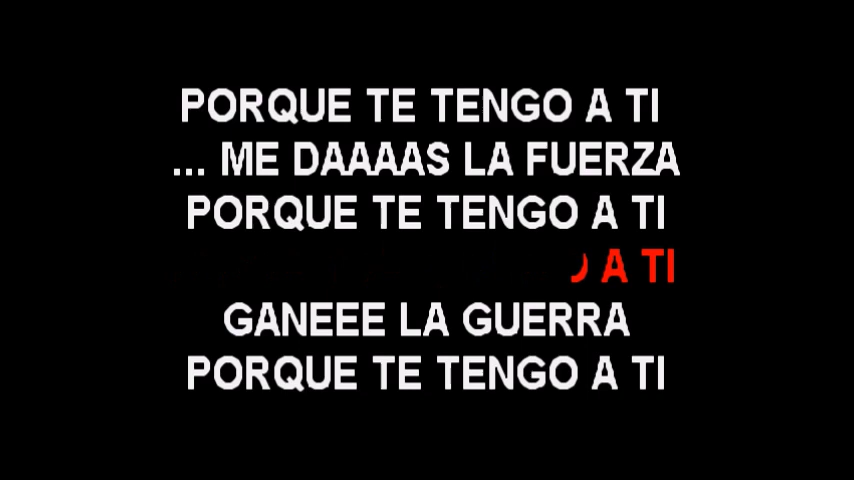 PORQUE TE TENGO A TI
... ME DAAAAS LA FUERZA
PORQUE TE TENGO A TI
A TI
GANEEE LA GUERRA
PORQUE TE TENGO A TI